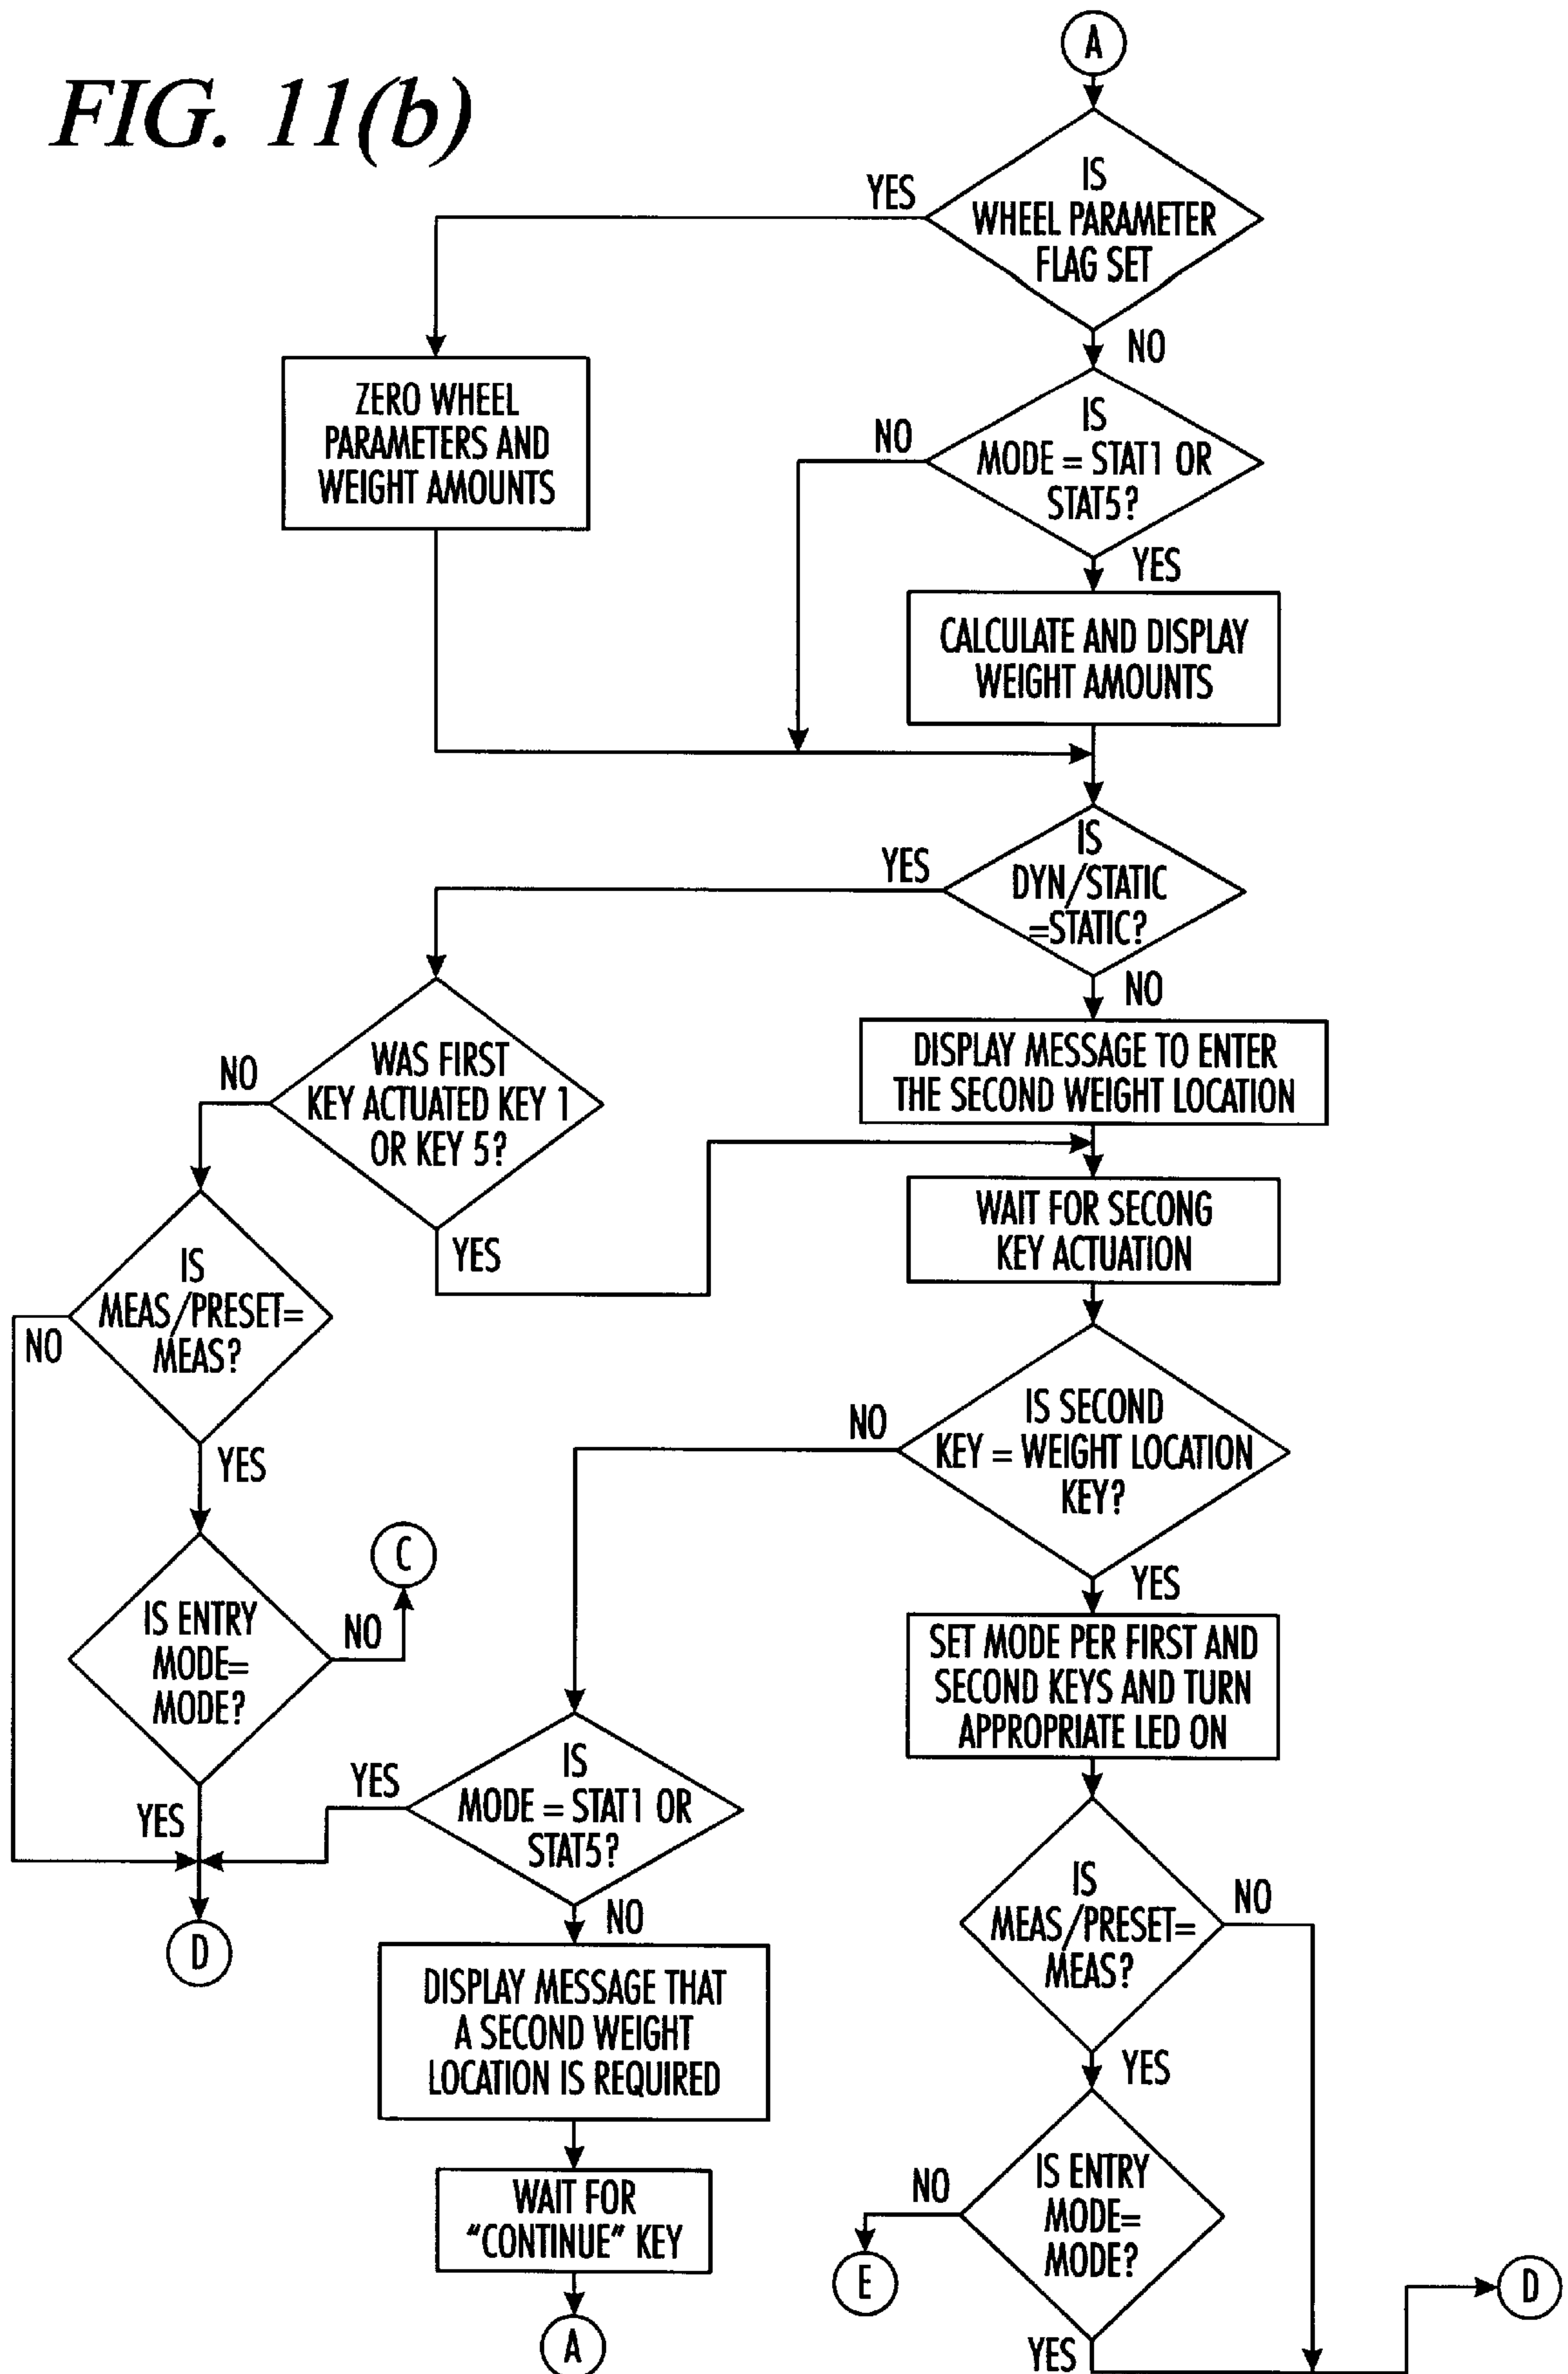 FIG. 11(b)
A
IS
WHEEL PARAMETER
FLAG SET
YES
NO
ZERO WHEEL
PARAMETERS AND
WEIGHT AMOUNTS
IS
MODE = STAT1 OR
STAT5?
NO
YES
CALCULATE AND DISPLAY
WEIGHT AMOUNTS
IS
DYN/STATIC
=STATIC?
YES
NO
DISPLAY MESSAGE TO ENTER
THE SECOND WEIGHT LOCATION
WAS FIRST
KEY ACTUATED KEY 1
OR KEY 5?
NO
YES
WAIT FOR SECONG
KEY ACTUATION
IS
MEAS/PRESET=
MEAS?
NO
YES
IS SECOND
KEY = WEIGHT LOCATION
KEY?
NO
YES
IS ENTRY
MODE=
MODE?
NO
C
YES
D
SET MODE PER FIRST AND
SECOND KEYS AND TURN
APPROPRIATE LED ON
IS
MODE = STAT1 OR
STAT5?
YES
NO
DISPLAY MESSAGE THAT
A SECOND WEIGHT
LOCATION IS REQUIRED
WAIT FOR
"CONTINUE" KEY
A
IS
MEAS/PRESET=
MEAS?
NO
YES
IS ENTRY
MODE=
MODE?
NO
E
YES
D